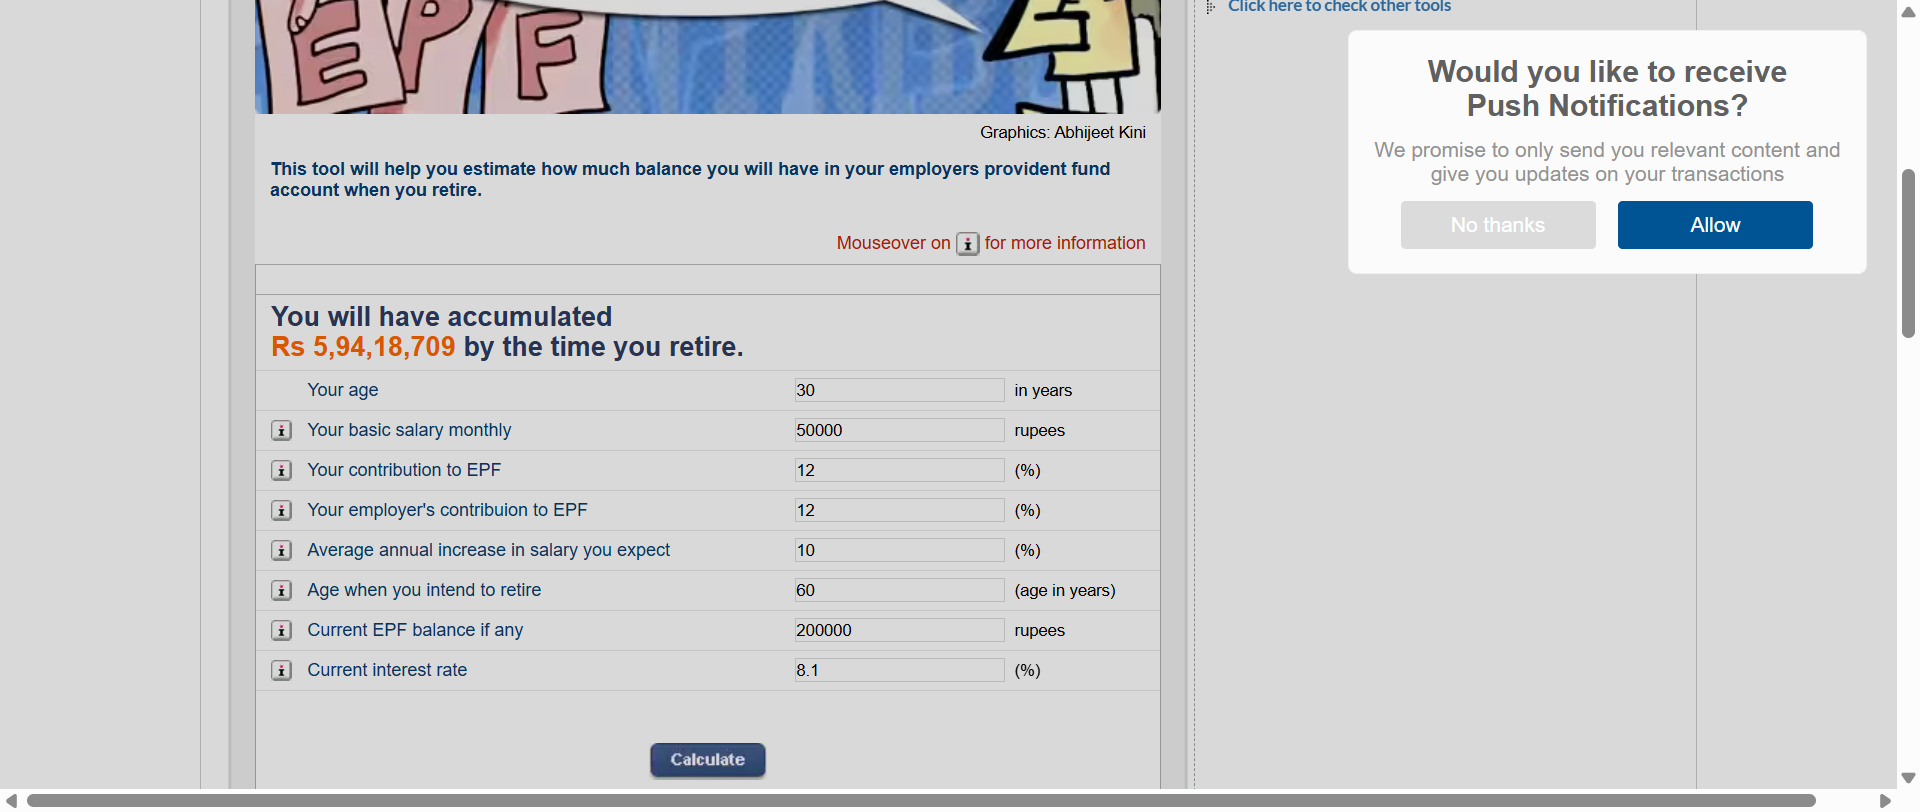 EPF
Click here to check other tools
Would you like to receive
Push Notifications?
We promise to only send you relevant content and
give you updates on your transactions
No thanks
Allow
Graphics: Abhijeet Kini
This tool will help you estimate how much balance you will have in your employers provident fund
account when you retire.
Mouseover on i for more information
You will have accumulated
Rs 5,94,18,709 by the time you retire.
Your age 30 in years
i Your basic salary monthly 50000 rupees
i Your contribution to EPF 12 (%)
i Your employer's contribuion to EPF 12 (%)
i Average annual increase in salary you expect 10 (%)
i Age when you intend to retire 60 (age in years)
i Current EPF balance if any 200000 rupees
i Current interest rate 8.1 (%)
Calculate